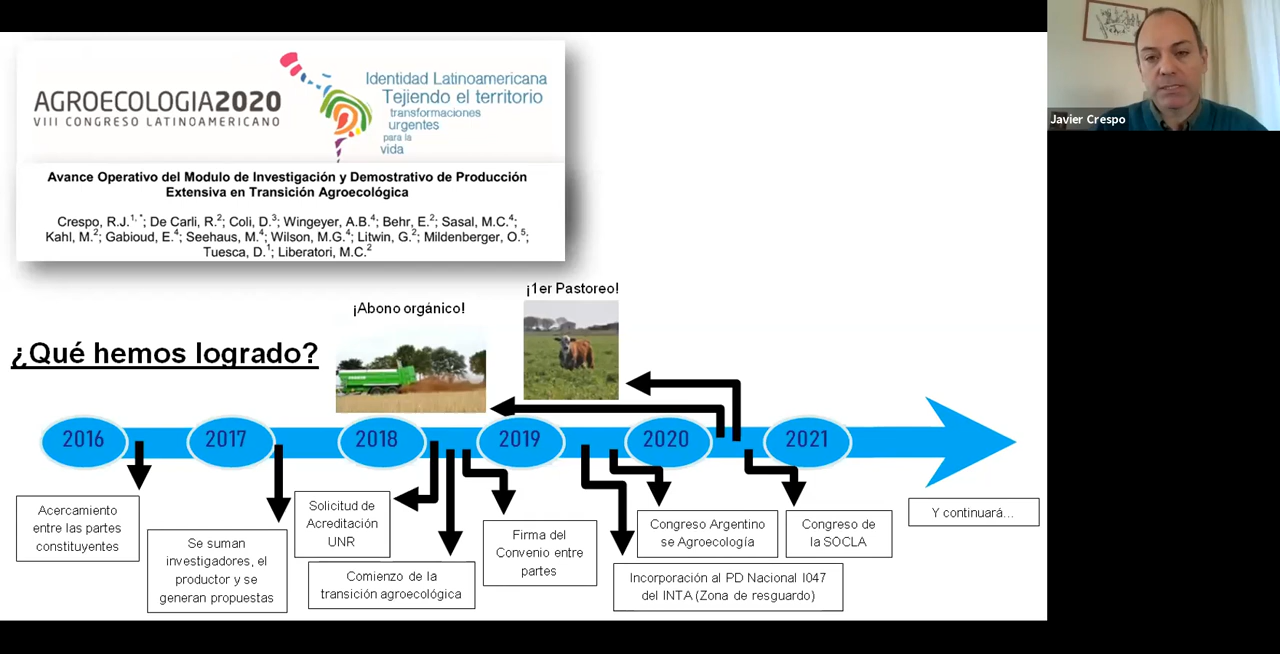 AGROECOLOGIA2020
VIII CONGRESO LATINOAMERICANO
Identidad Latinoamericana
Tejiendo el territorio
transformaciones
urgentes
para la
vida
Avance Operativo del Modulo de Investigación y Demostrativo de Producción
Extensiva en Transición Agroecológica
Crespo, R.J.1,*; De Carli, R.2; Coli, D.3; Wingeyer, A.B.4; Behr, E.2; Sasal, M.C.4;
Kahl, M.2; Gabioud, E.4; Seehaus, M.4; Wilson, M.G.4; Litwin, G.2; Mildenberger, O.5;
Tuesca, D.1; Liberatori, M.C.2
Javier Crespo
¡1er Pastoreo!
¡Abono orgánico!
¿Qué hemos logrado?
2016
2017
2018
2019
2020
2021
Acercamiento
entre las partes
constituyentes
Se suman
investigadores, el
productor y se
generan propuestas
Solicitud de
Acreditación
UNR
Comienzo de la
transición agroecológica
Firma del
Convenio entre
partes
Incorporación al PD Nacional I047
del INTA (Zona de resguardo)
Congreso Argentino
se Agroecología
Congreso de
la SOCLA
Y continuará...